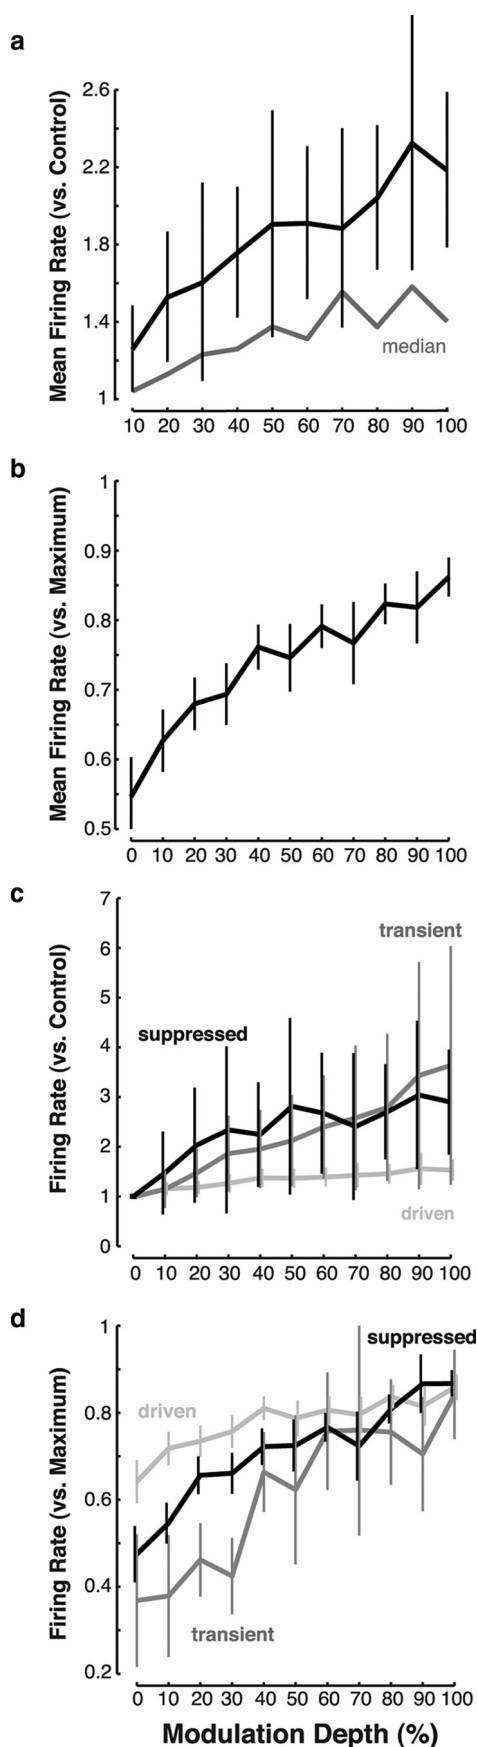 a
Mean Firing Rate (vs. Control)
2.6
2.2
1.8
1.4
1
median
10 20 30 40 50 60 70 80 90 100
b
Mean Firing Rate (vs. Maximum)
1
0.9
0.8
0.7
0.6
0.5
0 10 20 30 40 50 60 70 80 90 100
c
Firing Rate (vs. Control)
7
6
5
4
3
2
1
0
transient
suppressed
driven
0 10 20 30 40 50 60 70 80 90 100
d
Firing Rate (vs. Maximum)
1
0.8
0.6
0.4
0.2
suppressed
driven
transient
0 10 20 30 40 50 60 70 80 90 100
Modulation Depth (%)